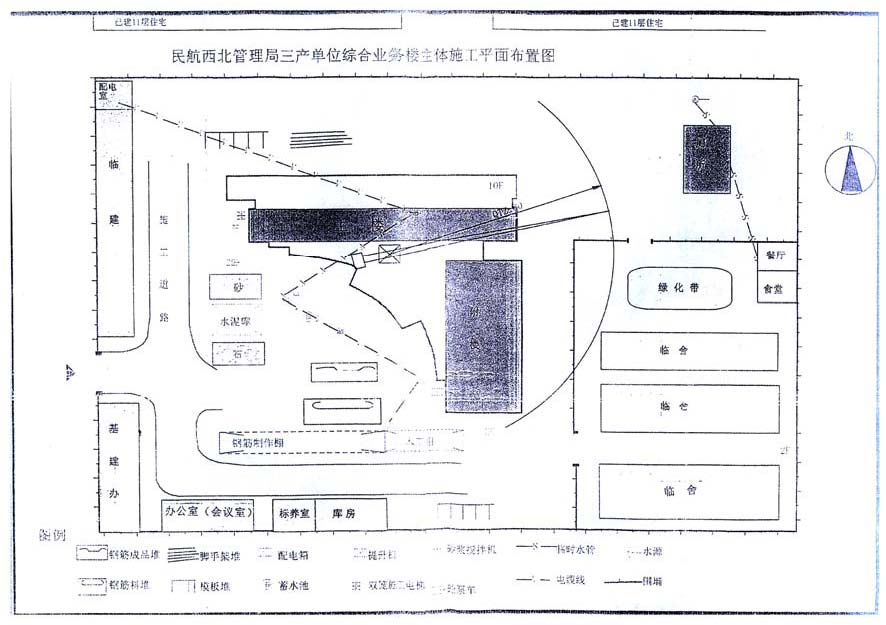 已建11层住宅
已建11层住宅
民航西北管理局三产单位综合业务楼主体施工平面布置图
配电室
临建
施工道路
10F
北
餐厅
食堂
绿化带
砂
水泥库
石
临舍
临舍
临舍
钢筋制作棚
基建办
办公室(会议室)
标养室
库房
图例
钢筋成品堆
脚手架堆
配电箱
提升机
砂浆搅拌机
临时水管
水源
钢筋料堆
模板堆
蓄水池
双笼施工电梯
电缆线
围墙